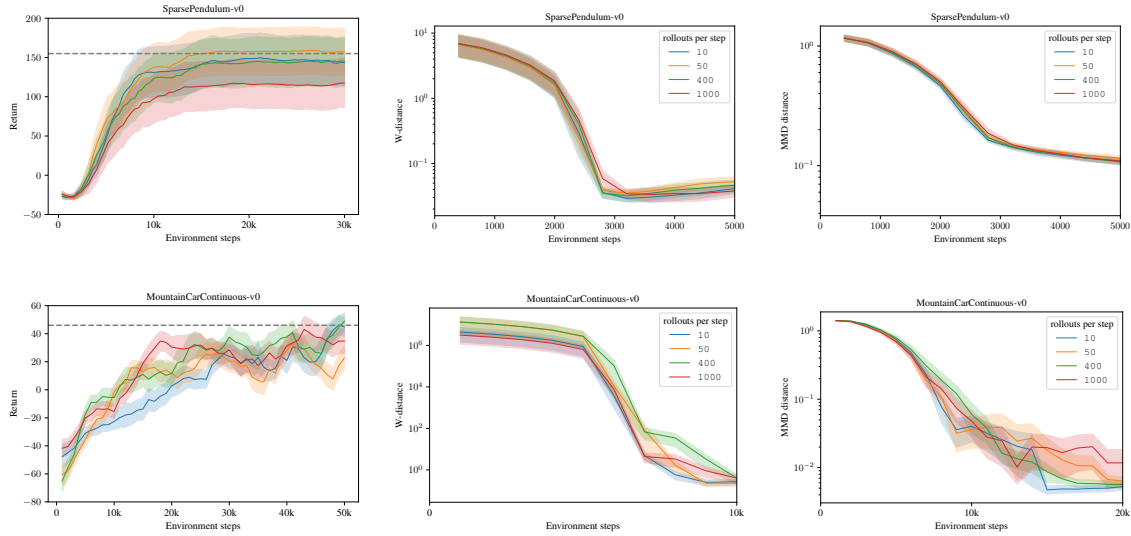 SparsePendulum-v0
Return
200
150
100
50
0
−50
0
10k
20k
30k
Environment steps
SparsePendulum-v0
W-distance
10^1
10^0
10^-1
rollouts per step
10
50
400
1000
0
1000
2000
3000
4000
5000
Environment steps
SparsePendulum-v0
MMD distance
10^0
10^-1
rollouts per step
10
50
400
1000
0
1000
2000
3000
4000
5000
Environment steps
MountainCarContinuous-v0
Return
60
40
20
0
−20
−40
−60
−80
0
10k
20k
30k
40k
50k
Environment steps
MountainCarContinuous-v0
W-distance
10^6
10^4
10^2
10^0
rollouts per step
10
50
400
1000
0
10k
Environment steps
MountainCarContinuous-v0
MMD distance
10^0
10^-1
10^-2
rollouts per step
10
50
400
1000
0
10k
20k
Environment steps